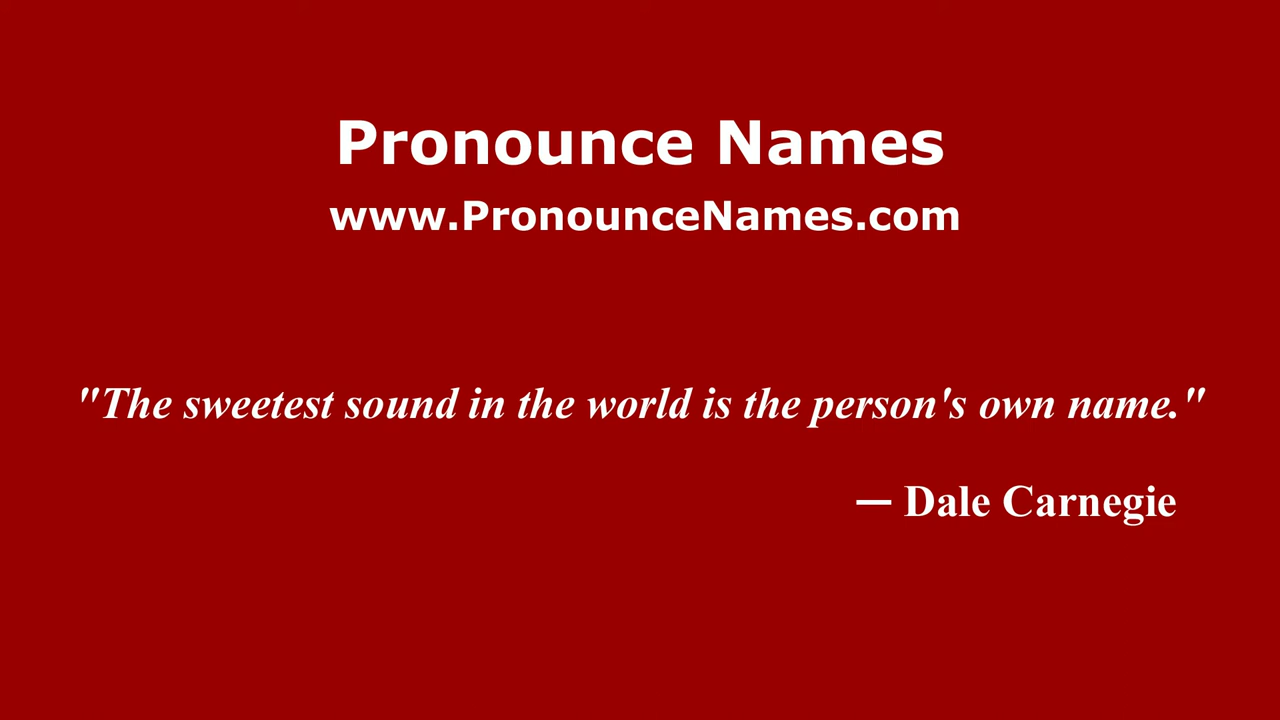 Pronounce Names
www.PronounceNames.com
"The sweetest sound in the world is the person's own name."
— Dale Carnegie